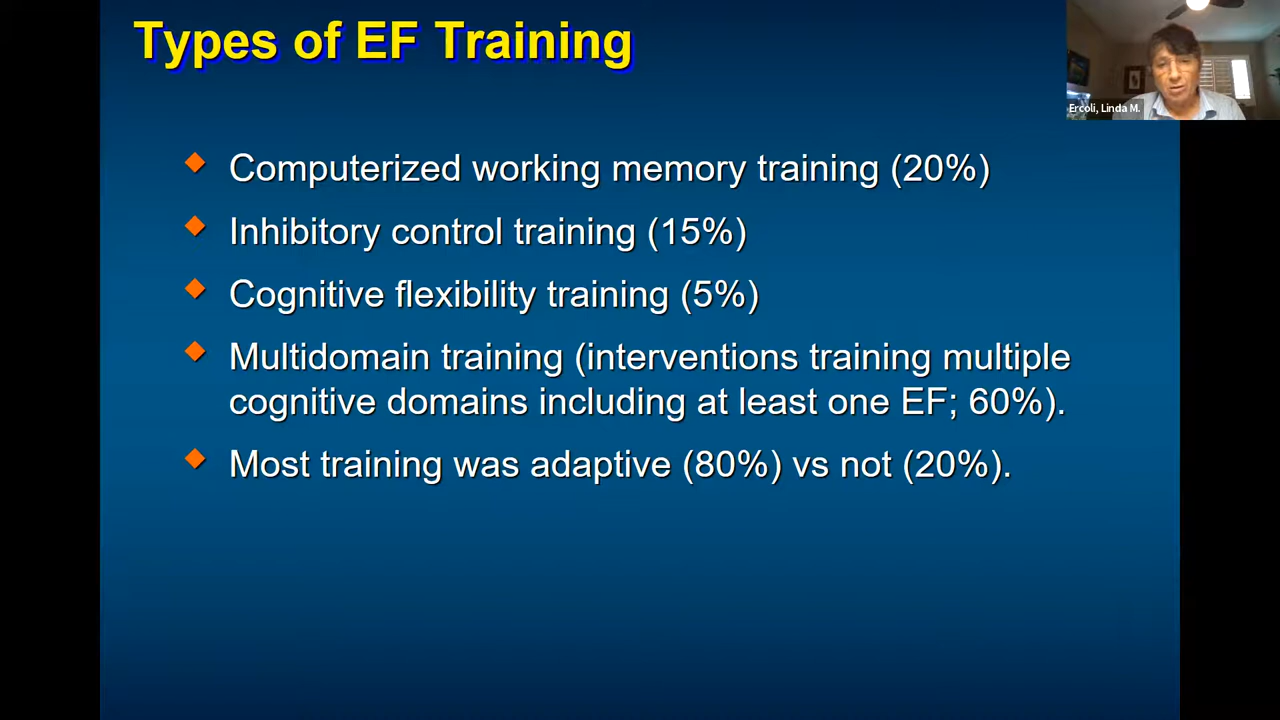 Types of EF Training
Ercoli, Linda M.
Computerized working memory training (20%)
Inhibitory control training (15%)
Cognitive flexibility training (5%)
Multidomain training (interventions training multiple
cognitive domains including at least one EF; 60%).
Most training was adaptive (80%) vs not (20%).